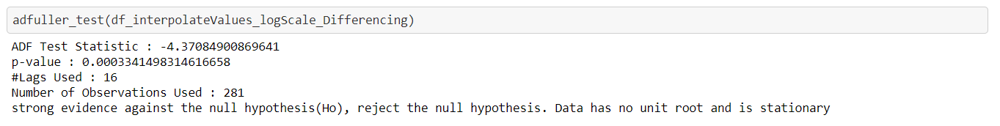 adfuller_test(df_interpolateValues_logScale_Differencing)
ADF Test Statistic : -4.37084900869641
p-value : 0.0003341498314616658
#Lags Used : 16
Number of Observations Used : 281
strong evidence against the null hypothesis(Ho), reject the null hypothesis. Data has no unit root and is stationary